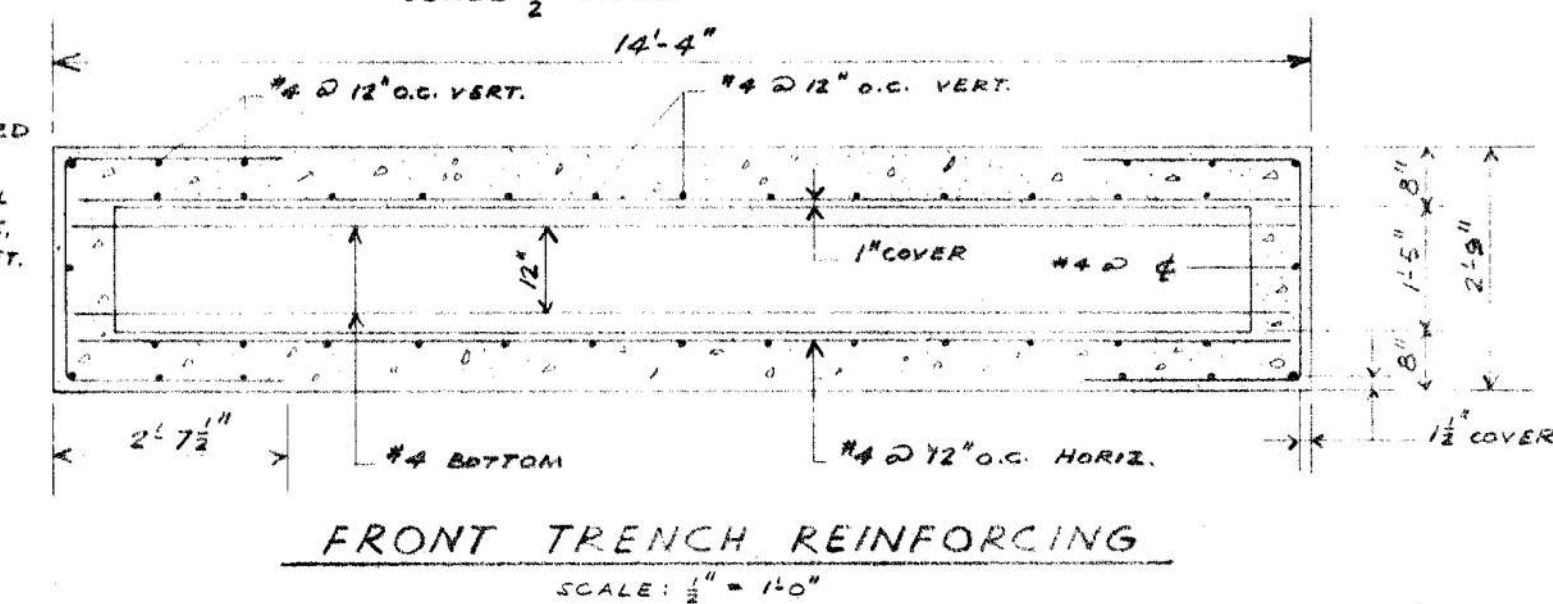 2
14'-4"
#4 @ 12" O.C. VERT.
#4 @ 12" O.C. VERT.
1" COVER
#4 @ ℄
12"
8"
1'-5"
8"
2'-9"
2'-7½"
#4 BOTTOM
#4 @ 12" O.C. HORIZ.
1½" COVER
FRONT TRENCH REINFORCING
SCALE: ½" = 1'-0"